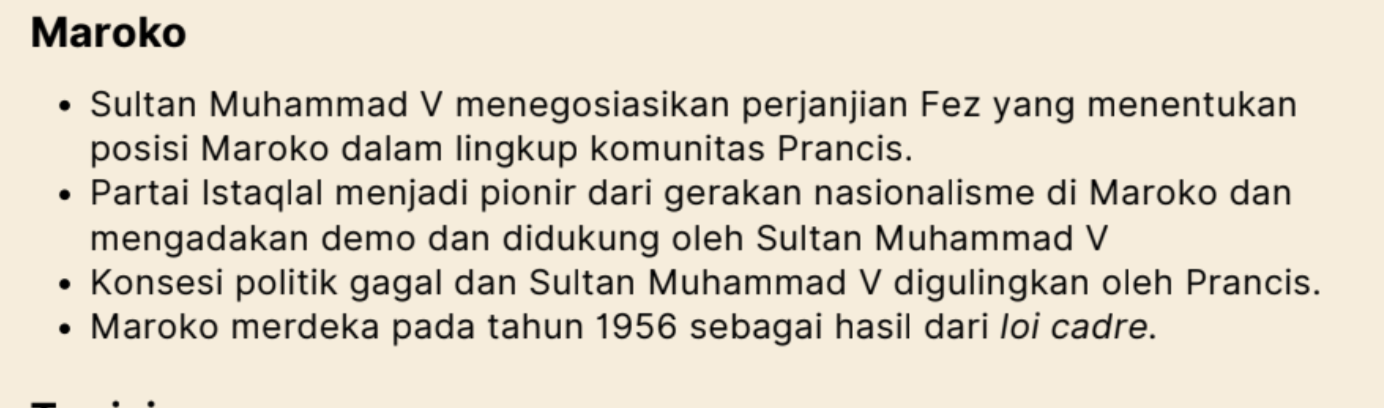 Maroko
• Sultan Muhammad V menegosiasikan perjanjian Fez yang menentukan
posisi Maroko dalam lingkup komunitas Prancis.
• Partai Istaqlal menjadi pionir dari gerakan nasionalisme di Maroko dan
mengadakan demo dan didukung oleh Sultan Muhammad V
• Konsesi politik gagal dan Sultan Muhammad V digulingkan oleh Prancis.
• Maroko merdeka pada tahun 1956 sebagai hasil dari loi cadre.